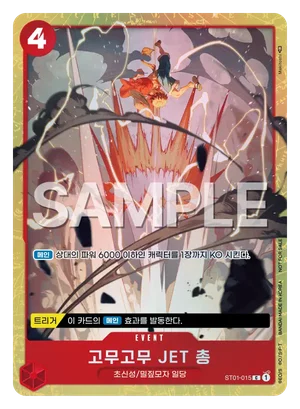 4
SAMPLE
메인 상대의 파워 6000 이하인 캐릭터를 1장까지 KO 시킨다.
트리거 이 카드의 메인 효과를 발동한다.
EVENT
고무고무 JET 총
초신성/밀짚모자 일당
ST01-015 C 1